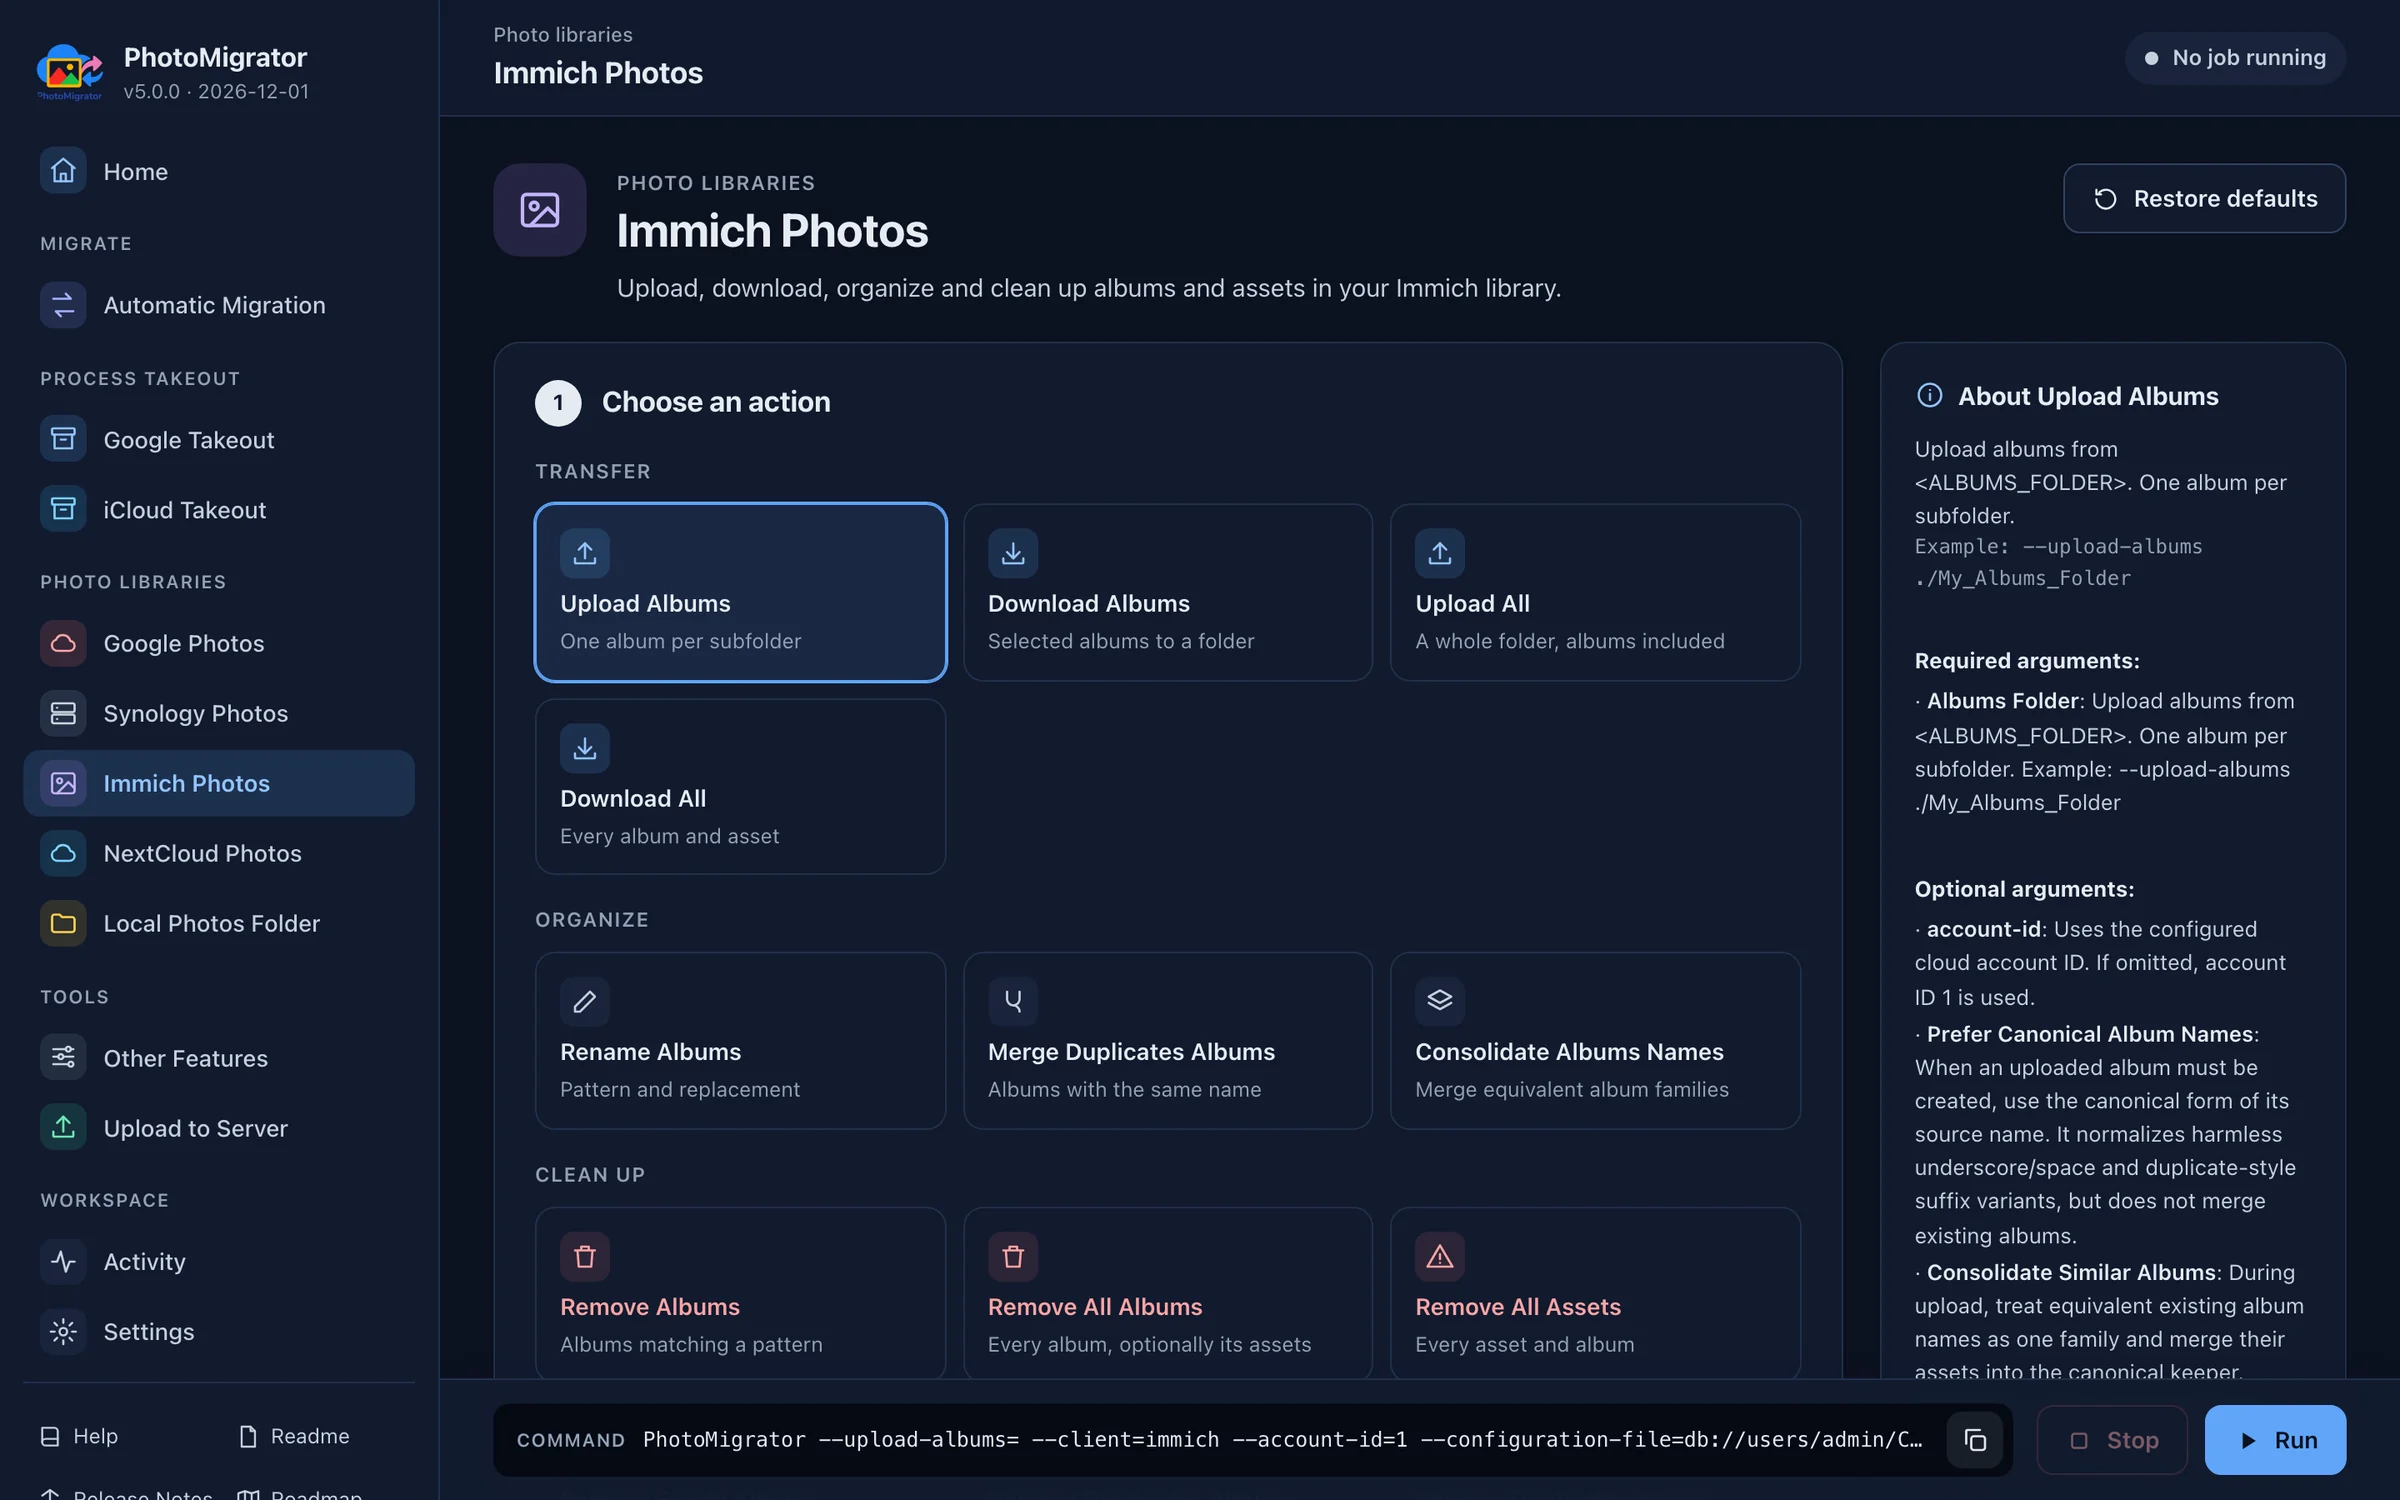 PhotoMigrator
v5.0.0 · 2026-12-01
PhotoMigrator
Home
MIGRATE
Automatic Migration
PROCESS TAKEOUT
Google Takeout
iCloud Takeout
PHOTO LIBRARIES
Google Photos
Synology Photos
Immich Photos
NextCloud Photos
Local Photos Folder
TOOLS
Other Features
Upload to Server
WORKSPACE
Activity
Settings
Help
Readme
Release Notes
Roadmap
Photo libraries
Immich Photos
No job running
PHOTO LIBRARIES
Immich Photos
Upload, download, organize and clean up albums and assets in your Immich library.
Restore defaults
1 Choose an action
TRANSFER
Upload Albums
One album per subfolder
Download Albums
Selected albums to a folder
Upload All
A whole folder, albums included
Download All
Every album and asset
ORGANIZE
Rename Albums
Pattern and replacement
Merge Duplicates Albums
Albums with the same name
Consolidate Albums Names
Merge equivalent album families
CLEAN UP
Remove Albums
Albums matching a pattern
Remove All Albums
Every album, optionally its assets
Remove All Assets
Every asset and album
About Upload Albums
Upload albums from
<ALBUMS_FOLDER>. One album per
subfolder.
Example: --upload-albums
./My_Albums_Folder
Required arguments:
· Albums Folder: Upload albums from
<ALBUMS_FOLDER>. One album per
subfolder. Example: --upload-albums
./My_Albums_Folder
Optional arguments:
· account-id: Uses the configured
cloud account ID. If omitted, account
ID 1 is used.
· Prefer Canonical Album Names:
When an uploaded album must be
created, use the canonical form of its
source name. It normalizes harmless
underscore/space and duplicate-style
suffix variants, but does not merge
existing albums.
· Consolidate Similar Albums: During
upload, treat equivalent existing album
names as one family and merge their
assets into the canonical keeper.
COMMAND PhotoMigrator --upload-albums= --client=immich --account-id=1 --configuration-file=db://users/admin/C…
Stop
Run